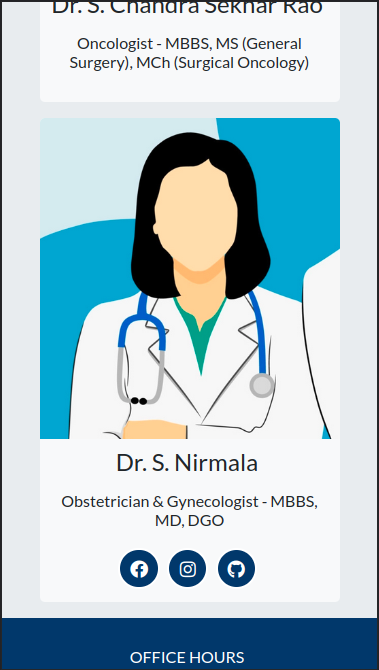 Dr. S. Chandra Sekhar Rao
Oncologist - MBBS, MS (General
Surgery), MCh (Surgical Oncology)
Dr. S. Nirmala
Obstetrician & Gynecologist - MBBS,
MD, DGO
OFFICE HOURS